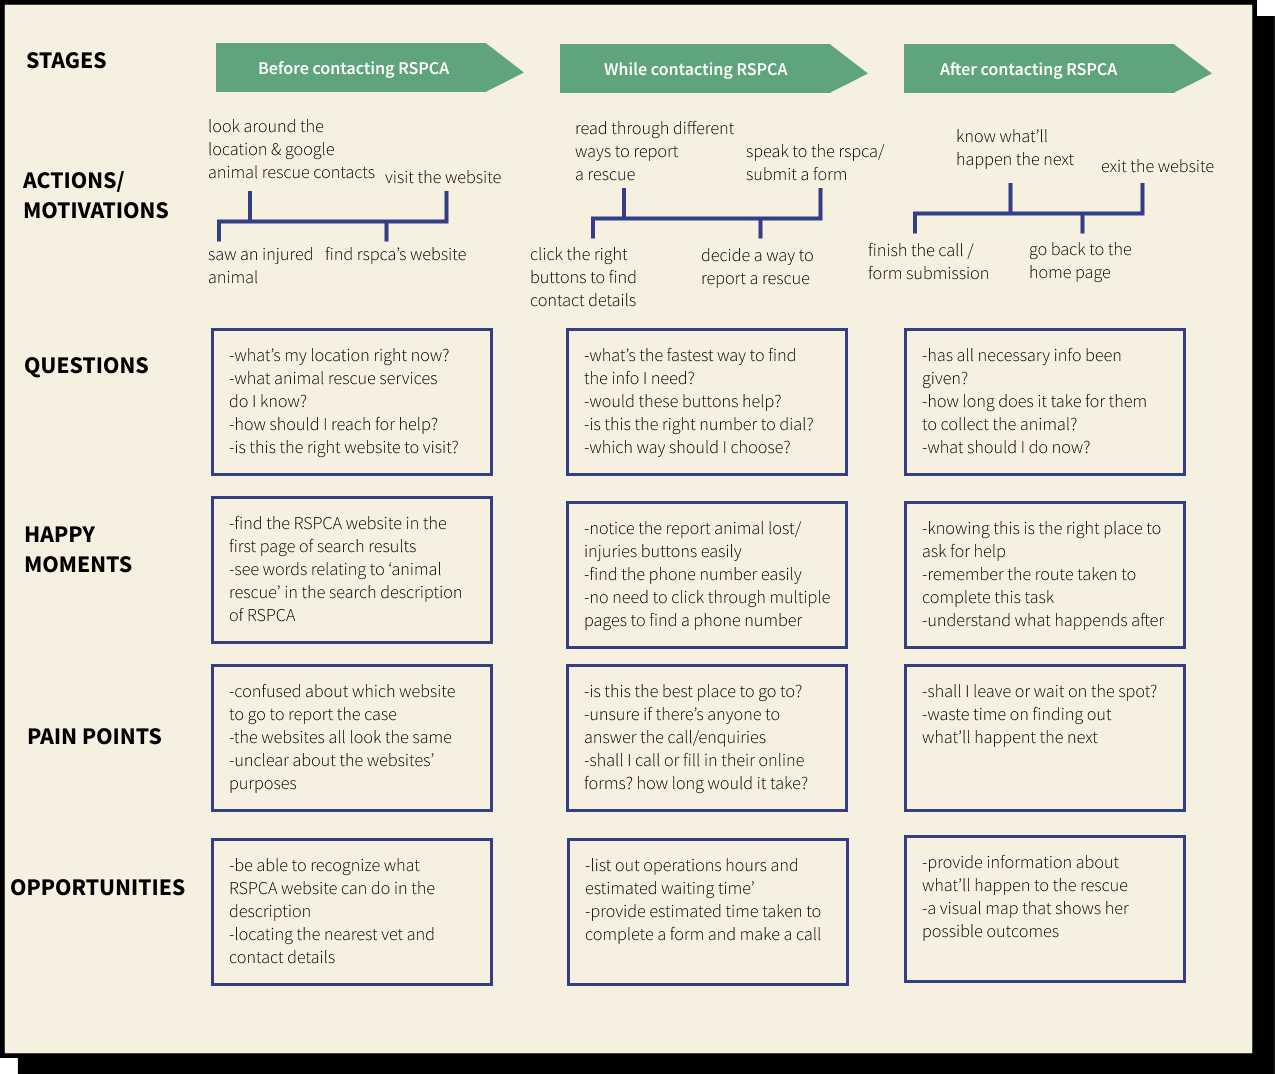 STAGES
Before contacting RSPCA
While contacting RSPCA
After contacting RSPCA
ACTIONS/
MOTIVATIONS
look around the
location & google
animal rescue contacts
visit the website
saw an injured
animal
find rspca's website
read through different
ways to report
a rescue
speak to the rspca/
submit a form
click the right
buttons to find
contact details
decide a way to
report a rescue
know what'll
happen the next
exit the website
finish the call /
form submission
go back to the
home page
QUESTIONS
-what's my location right now?
-what animal rescue services
do I know?
-how should I reach for help?
-is this the right website to visit?
-what's the fastest way to find
the info I need?
-would these buttons help?
-is this the right number to dial?
-which way should I choose?
-has all necessary info been
given?
-how long does it take for them
to collect the animal?
-what should I do now?
HAPPY
MOMENTS
-find the RSPCA website in the
first page of search results
-see words relating to ‘animal
rescue’ in the search description
of RSPCA
-notice the report animal lost/
injuries buttons easily
-find the phone number easily
-no need to click through multiple
pages to find a phone number
-knowing this is the right place to
ask for help
-remember the route taken to
complete this task
-understand what happends after
PAIN POINTS
-confused about which website
to go to report the case
-the websites all look the same
-unclear about the websites’
purposes
-is this the best place to go to?
-unsure if there's anyone to
answer the call/enquiries
-shall I call or fill in their online
forms? how long would it take?
-shall I leave or wait on the spot?
-waste time on finding out
what'll happent the next
OPPORTUNITIES
-be able to recognize what
RSPCA website can do in the
description
-locating the nearest vet and
contact details
-list out operations hours and
estimated waiting time’
-provide estimated time taken to
complete a form and make a call
-provide information about
what'll happen to the rescue
-a visual map that shows her
possible outcomes